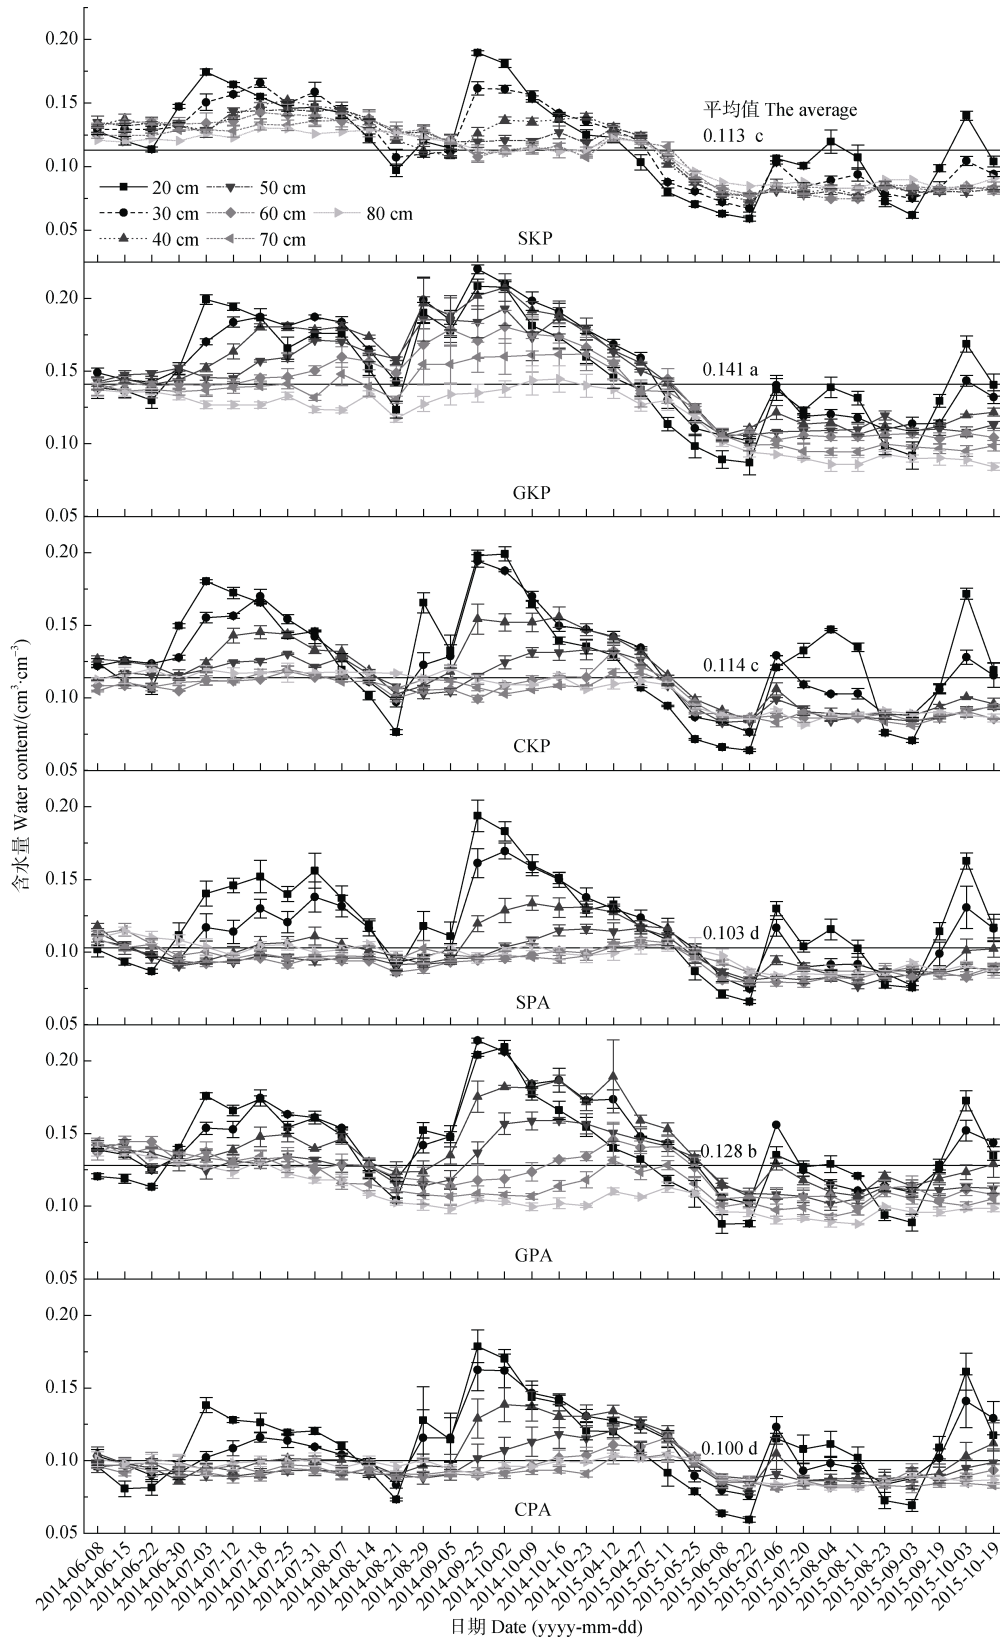 0.20
0.15
0.10
0.05
平均值 The average
0.113 c
20 cm
50 cm
30 cm
60 cm
80 cm
40 cm
70 cm
SKP
0.20
0.15
0.10
0.05
0.141 a
GKP
0.20
0.15
0.10
0.05
0.114 c
CKP
0.20
0.15
0.10
0.05
0.103 d
SPA
0.20
0.15
0.10
0.05
0.128 b
GPA
0.20
0.15
0.10
0.05
0.100 d
CPA
含水量 Water content/(cm³·cm⁻³)
2014-06-08
2014-06-15
2014-06-22
2014-06-30
2014-07-03
2014-07-12
2014-07-18
2014-07-25
2014-07-31
2014-08-07
2014-08-14
2014-08-21
2014-08-29
2014-09-05
2014-09-25
2014-10-02
2014-10-09
2014-10-16
2014-10-23
2015-04-12
2015-04-27
2015-05-11
2015-05-25
2015-06-08
2015-06-22
2015-07-06
2015-07-20
2015-08-04
2015-08-11
2015-08-23
2015-09-03
2015-09-19
2015-10-03
2015-10-19
日期 Date (yyyy-mm-dd)